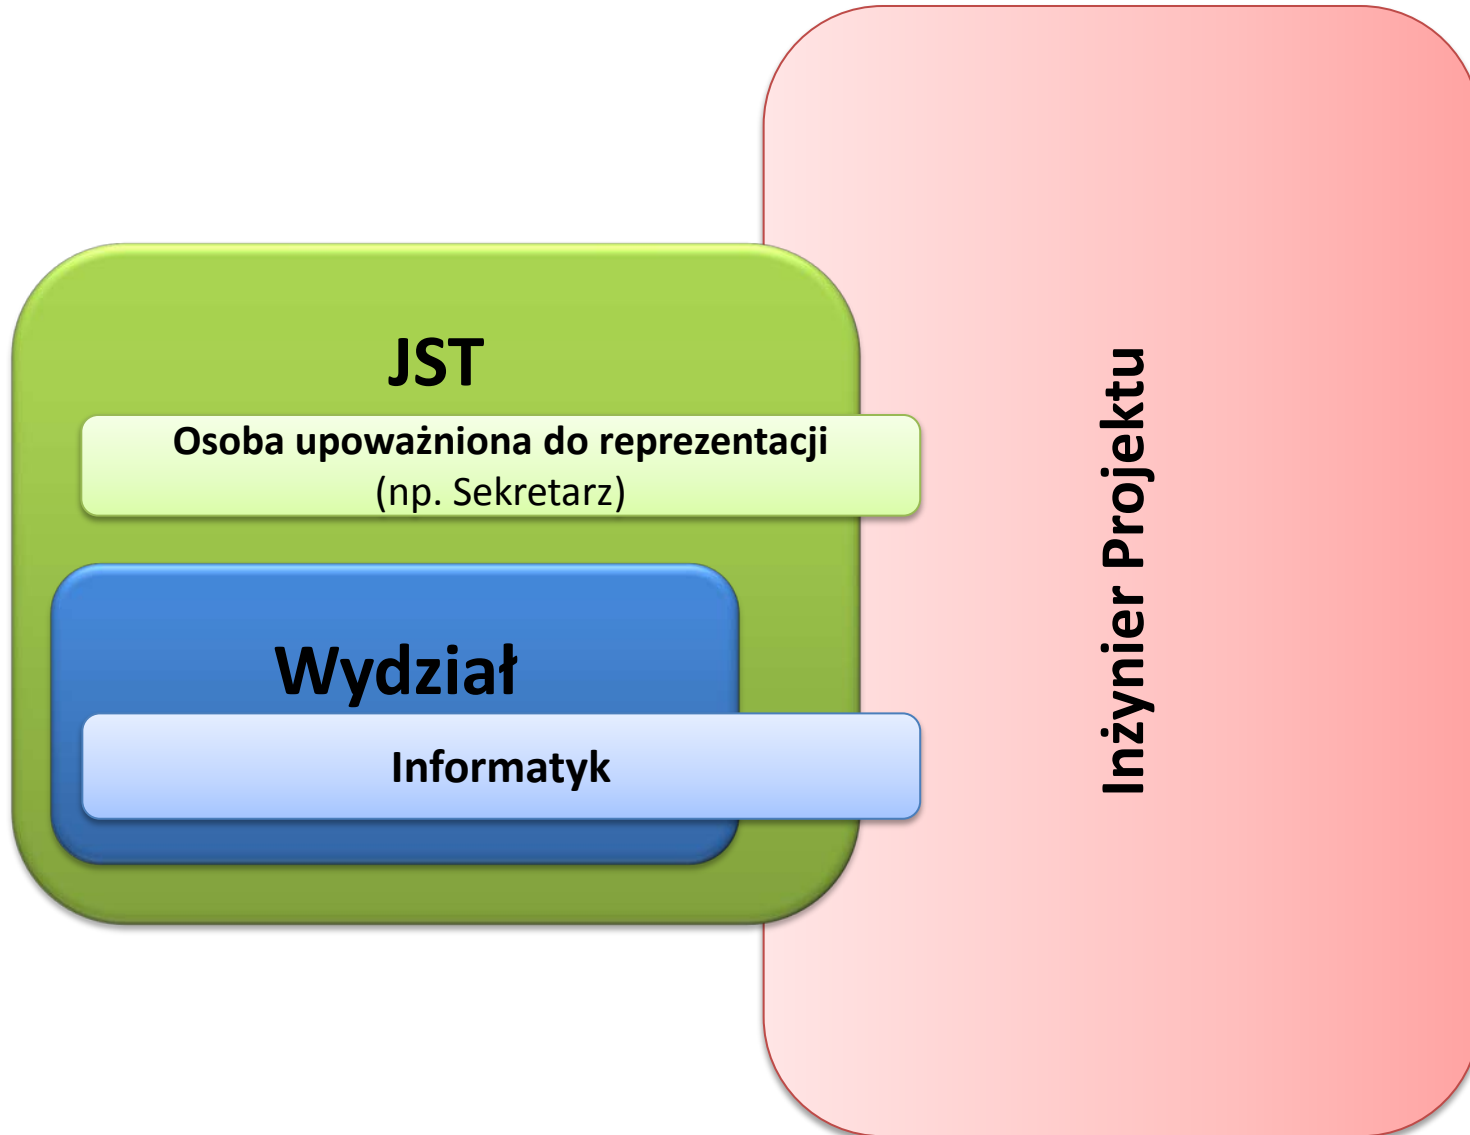 JST
Osoba upoważniona do reprezentacji
(np. Sekretarz)
Wydział
Informatyk
Inżynier Projektu